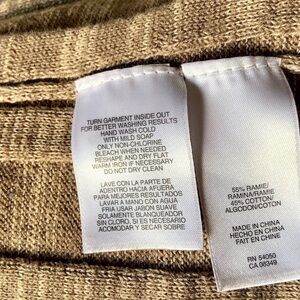 TURN GARMENT INSIDE OUT
FOR BETTER WASHING RESULTS
HAND WASH COLD
WITH MILD SOAP
ONLY NON-CHLORINE
BLEACH WHEN NEEDED
RESHAPE AND DRY FLAT
WARM IRON IF NECESSARY
DO NOT DRY CLEAN
LAVE CON LA PARTE DE
ADENTRO HACIA AFUERA
PARA MEJORES RESULTADOS
LAVAR A MANO CON AGUA
FRIA USAR JABON SUAVE
SOLAMENTE BLANQUEADOR
SIN CLORO, SI ES NECESARIO
ACOMODAR Y SECAR SOBRE
55% RAMIE/
RAMINA/RAMIE
45% COTTON/
ALGODON/COTON
MADE IN CHINA
HECHO EN CHINA
FAIT EN CHINE
RN 54050
CA 08349